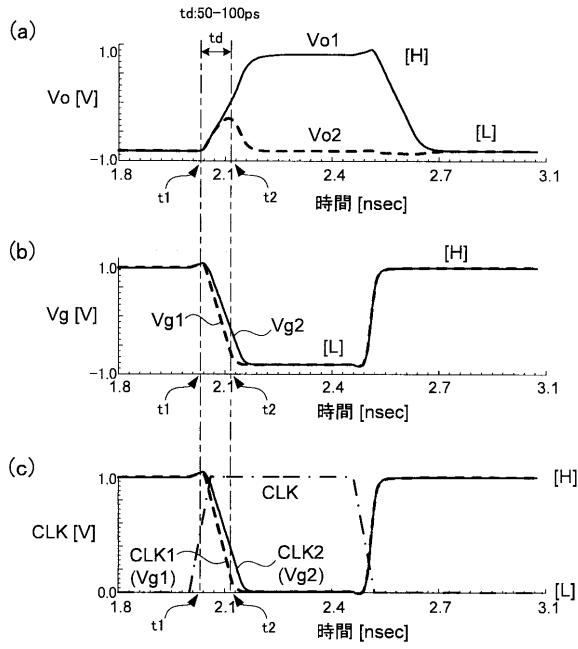 td:50-100ps
(a)
td
1.0
Vo1
[H]
Vo [V]
Vo2
[L]
-1.0
1.8
2.1
2.4
2.7
3.1
t1
t2
時間 [nsec]
(b)
1.0
[H]
Vg [V]
Vg1
Vg2
[L]
-1.0
1.8
2.1
2.4
2.7
3.1
t1
t2
時間 [nsec]
(c)
1.0
CLK
[H]
CLK [V]
CLK1
(Vg1)
CLK2
(Vg2)
0.0
[L]
1.8
2.1
2.4
2.7
3.1
t1
t2
時間 [nsec]